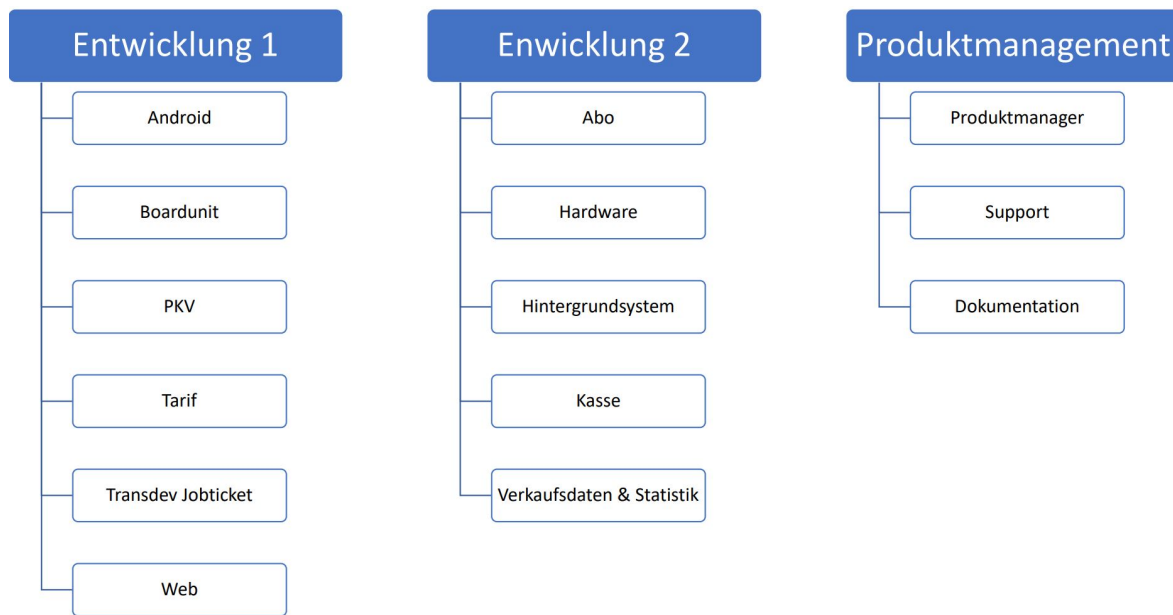 Entwicklung 1
Android
Boardunit
PKV
Tarif
Transdev Jobticket
Web
Enwicklung 2
Abo
Hardware
Hintergrundsystem
Kasse
Verkaufsdaten & Statistik
Produktmanagement
Produktmanager
Support
Dokumentation